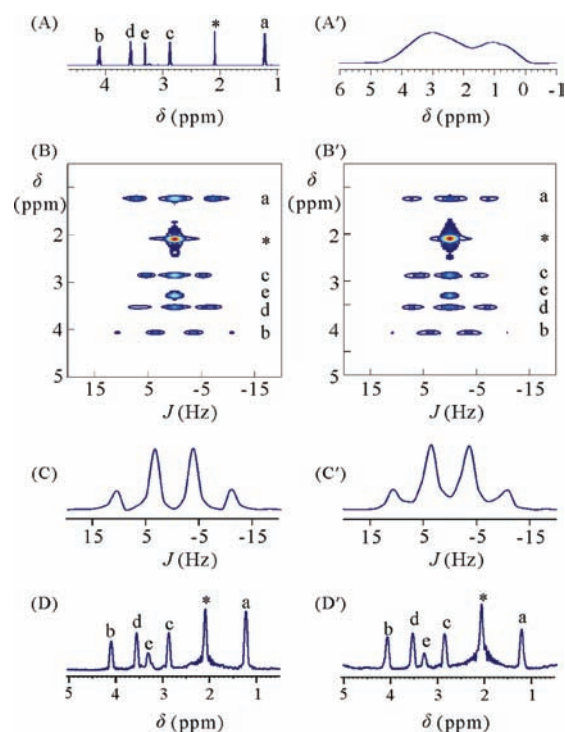 (A)
b d e c * a
4 3 2 1
δ (ppm)
(A′)
6 5 4 3 2 1 0 -1
δ (ppm)
(B)
δ
(ppm)
2
3
4
5
a
*
c
e
d
b
15 5 -5 -15
J (Hz)
(B′)
δ
(ppm)
2
3
4
5
a
*
c
e
d
b
15 5 -5 -15
J (Hz)
(C)
15 5 -5 -15
J (Hz)
(C′)
15 5 -5 -15
J (Hz)
(D)
b d e c * a
5 4 3 2 1
δ (ppm)
(D′)
b d e c * a
5 4 3 2 1
δ (ppm)